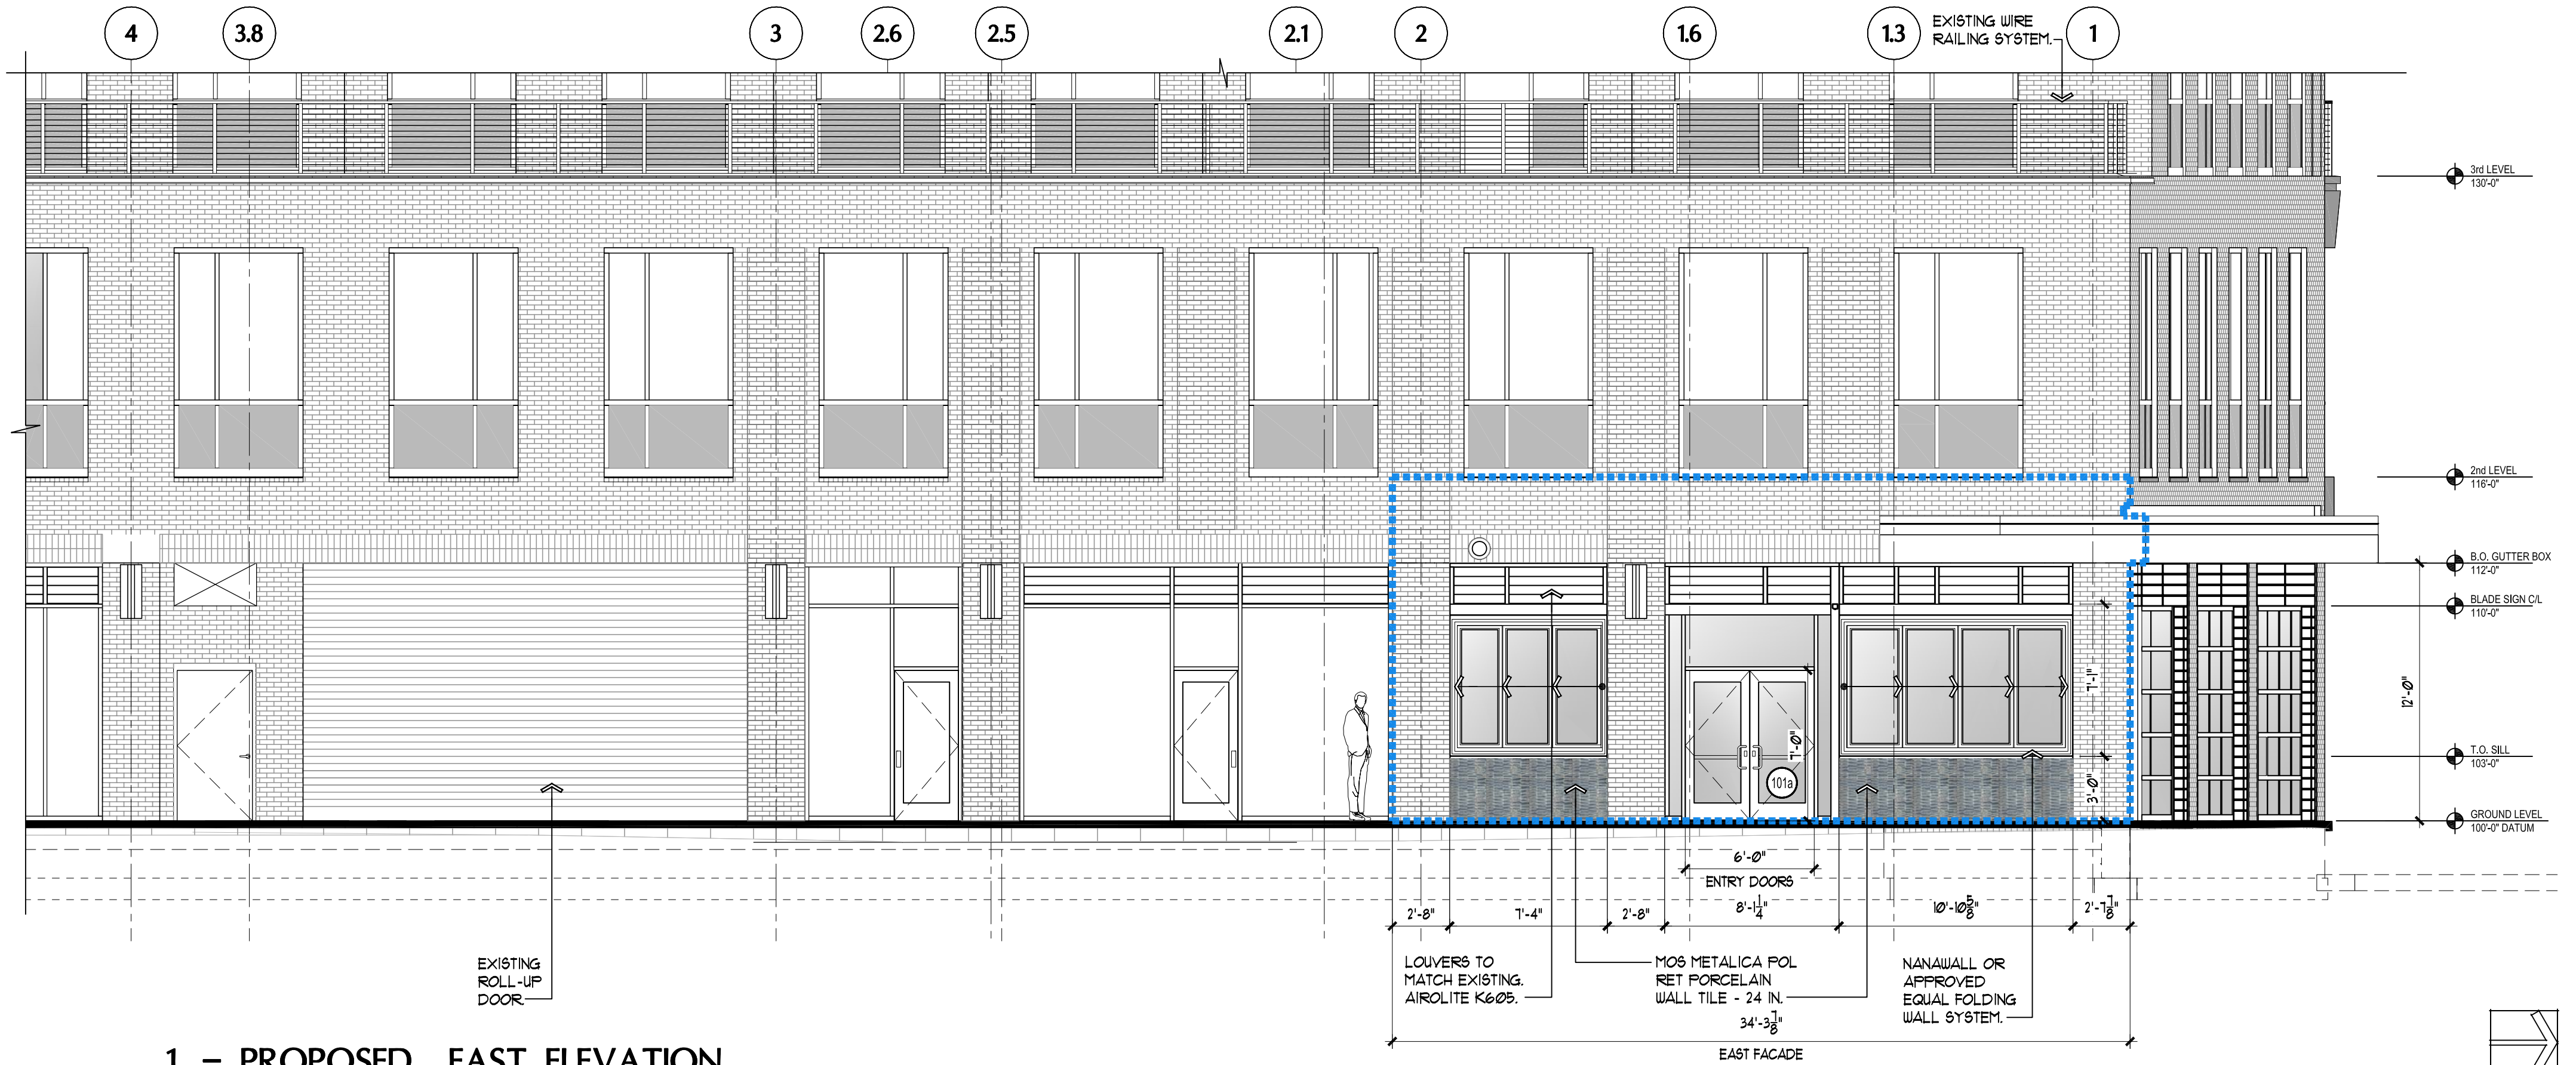 4
3.8
3
2.6
2.5
2.1
2
1.6
1.3
1
EXISTING WIRE
RAILING SYSTEM.
3rd LEVEL
130'-0"
2nd LEVEL
116'-0"
B.O. GUTTER BOX
112'-0"
BLADE SIGN C/L
110'-0"
7'-1"
12'-0"
7'-0"
101a
T.O. SILL
103'-0"
3'-0"
GROUND LEVEL
100'-0" DATUM
6'-0"
ENTRY DOORS
2'-8"
7'-4"
2'-8"
8'-1 1/4"
10'-10 5/8"
2'-7 7/8"
EXISTING
ROLL-UP
DOOR.
LOUVERS TO
MATCH EXISTING.
AIROLITE K605.
MOS METALICA POL
RET PORCELAIN
WALL TILE - 24 IN.
NANAWALL OR
APPROVED
EQUAL FOLDING
WALL SYSTEM.
34'-3 7/8"
EAST FACADE
1 - PROPOSED EAST ELEVATION